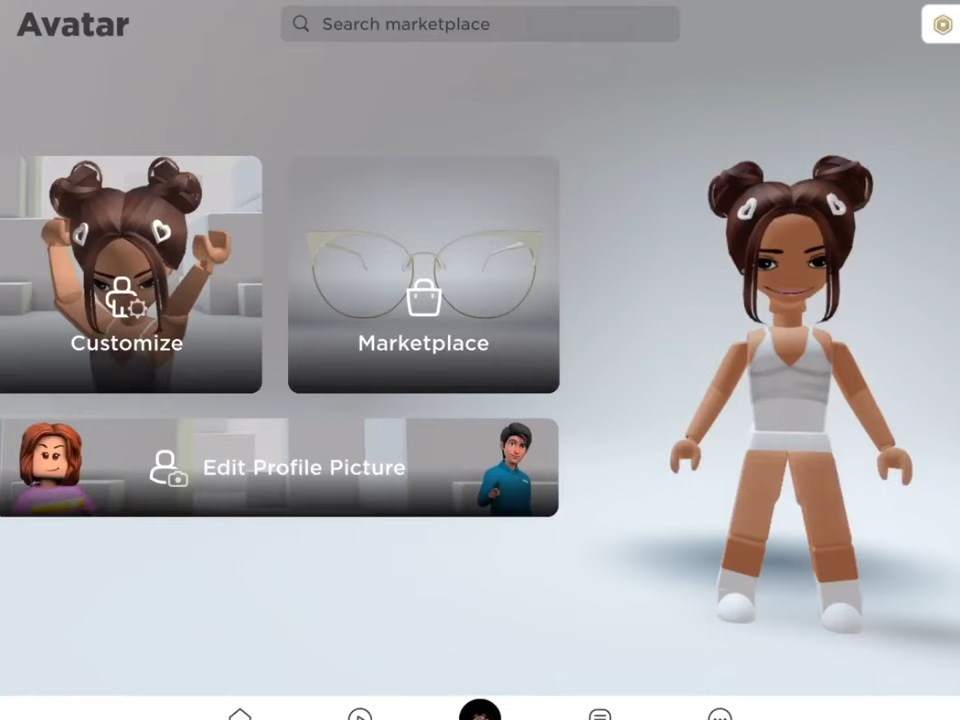 Avatar
Search marketplace
Customize
Marketplace
Edit Profile Picture